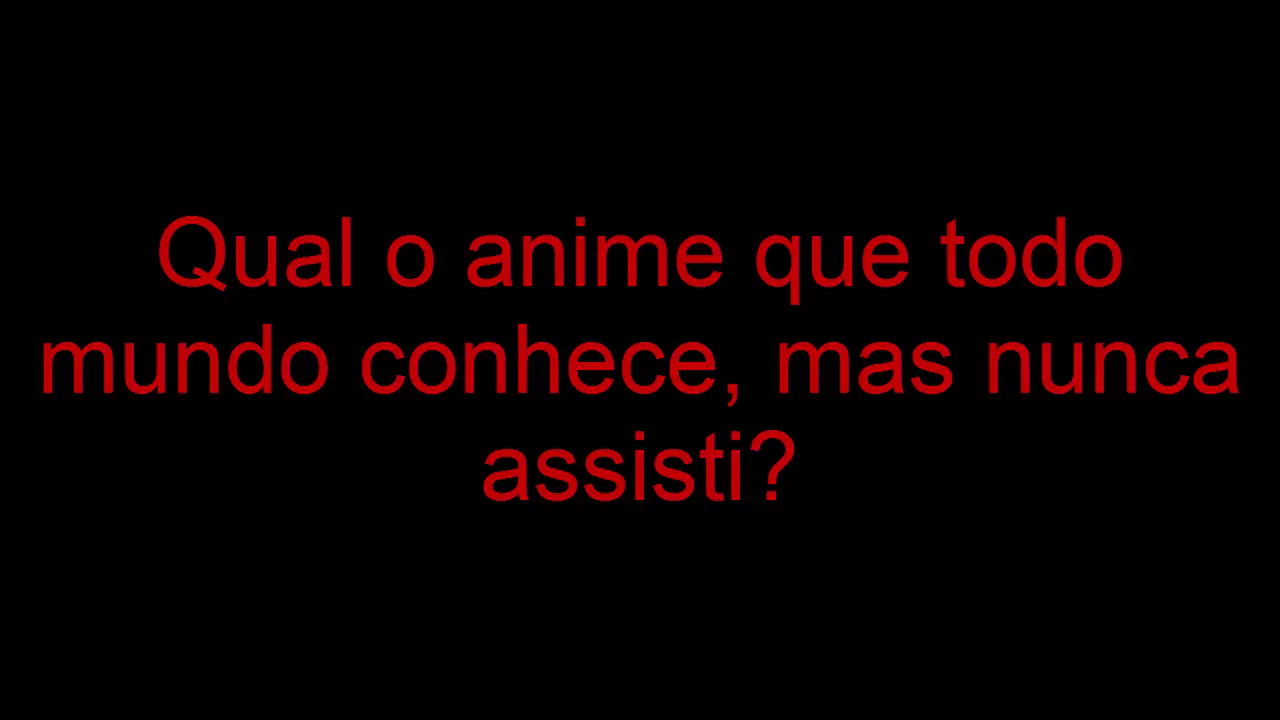 Qual o anime que todo
mundo conhece, mas nunca
assisti?